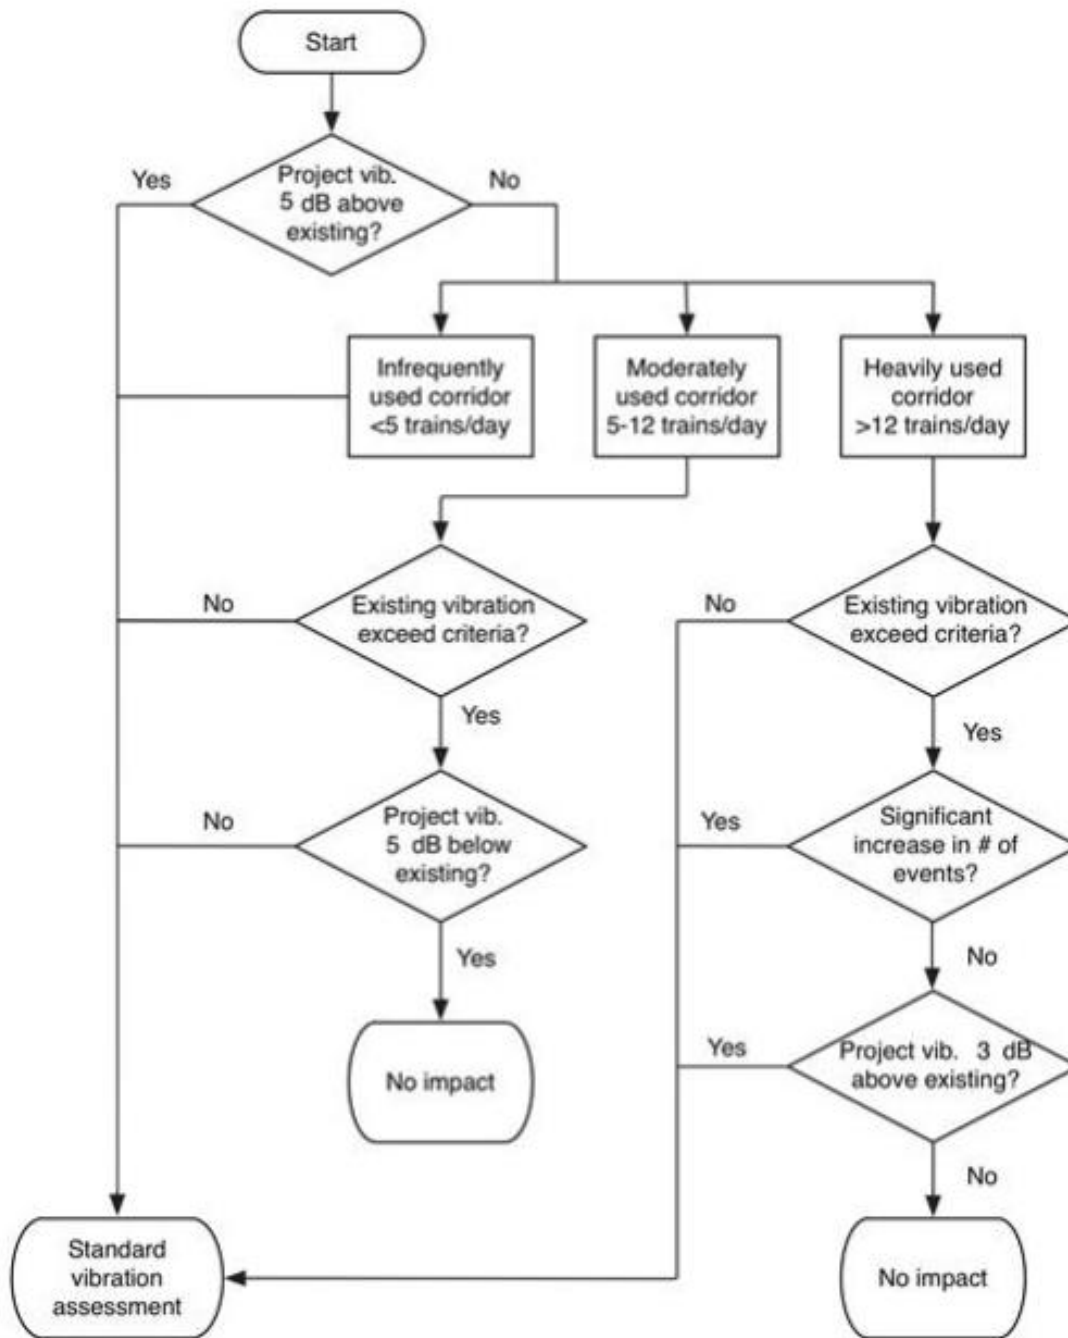 Start
Yes
Project vib.
5 dB above
existing?
No
Infrequently
used corridor
<5 trains/day
Moderately
used corridor
5-12 trains/day
Heavily used
corridor
>12 trains/day
No
Existing vibration
exceed criteria?
No
Existing vibration
exceed criteria?
Yes
Yes
No
Project vib.
5 dB below
existing?
Yes
Significant
increase in # of
events?
Yes
No
No impact
Yes
Project vib. 3 dB
above existing?
No
Standard
vibration
assessment
No impact